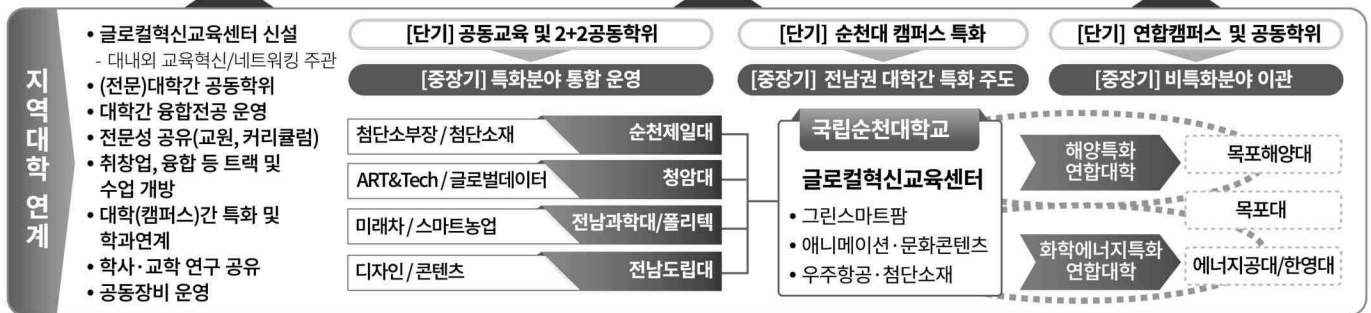 지역대학 연계
• 글로컬혁신교육센터 신설
- 대내외 교육혁신/네트워킹 주관
• (전문)대학간 공동학위
• 대학간 융합전공 운영
• 전문성 공유(교원, 커리큘럼)
• 취창업, 융합 등 트랙 및
수업 개방
• 대학(캠퍼스)간 특화 및
학과연계
• 학사·교학 연구 공유
• 공동장비 운영
[단기] 공동교육 및 2+2공동학위
[중장기] 특화분야 통합 운영
첨단소부장 / 첨단소재 순천제일대
ART&Tech / 글로벌데이터 청암대
미래차 / 스마트농업 전남과학대/폴리텍
디자인 / 콘텐츠 전남도립대
[단기] 순천대 캠퍼스 특화
[중장기] 전남권 대학간 특화 주도
국립순천대학교
글로컬혁신교육센터
• 그린스마트팜
• 애니메이션·문화콘텐츠
• 우주항공·첨단소재
[단기] 연합캠퍼스 및 공동학위
[중장기] 비특화분야 이관
해양특화
연합대학
목포해양대
목포대
화학에너지특화
연합대학
에너지공대/한영대